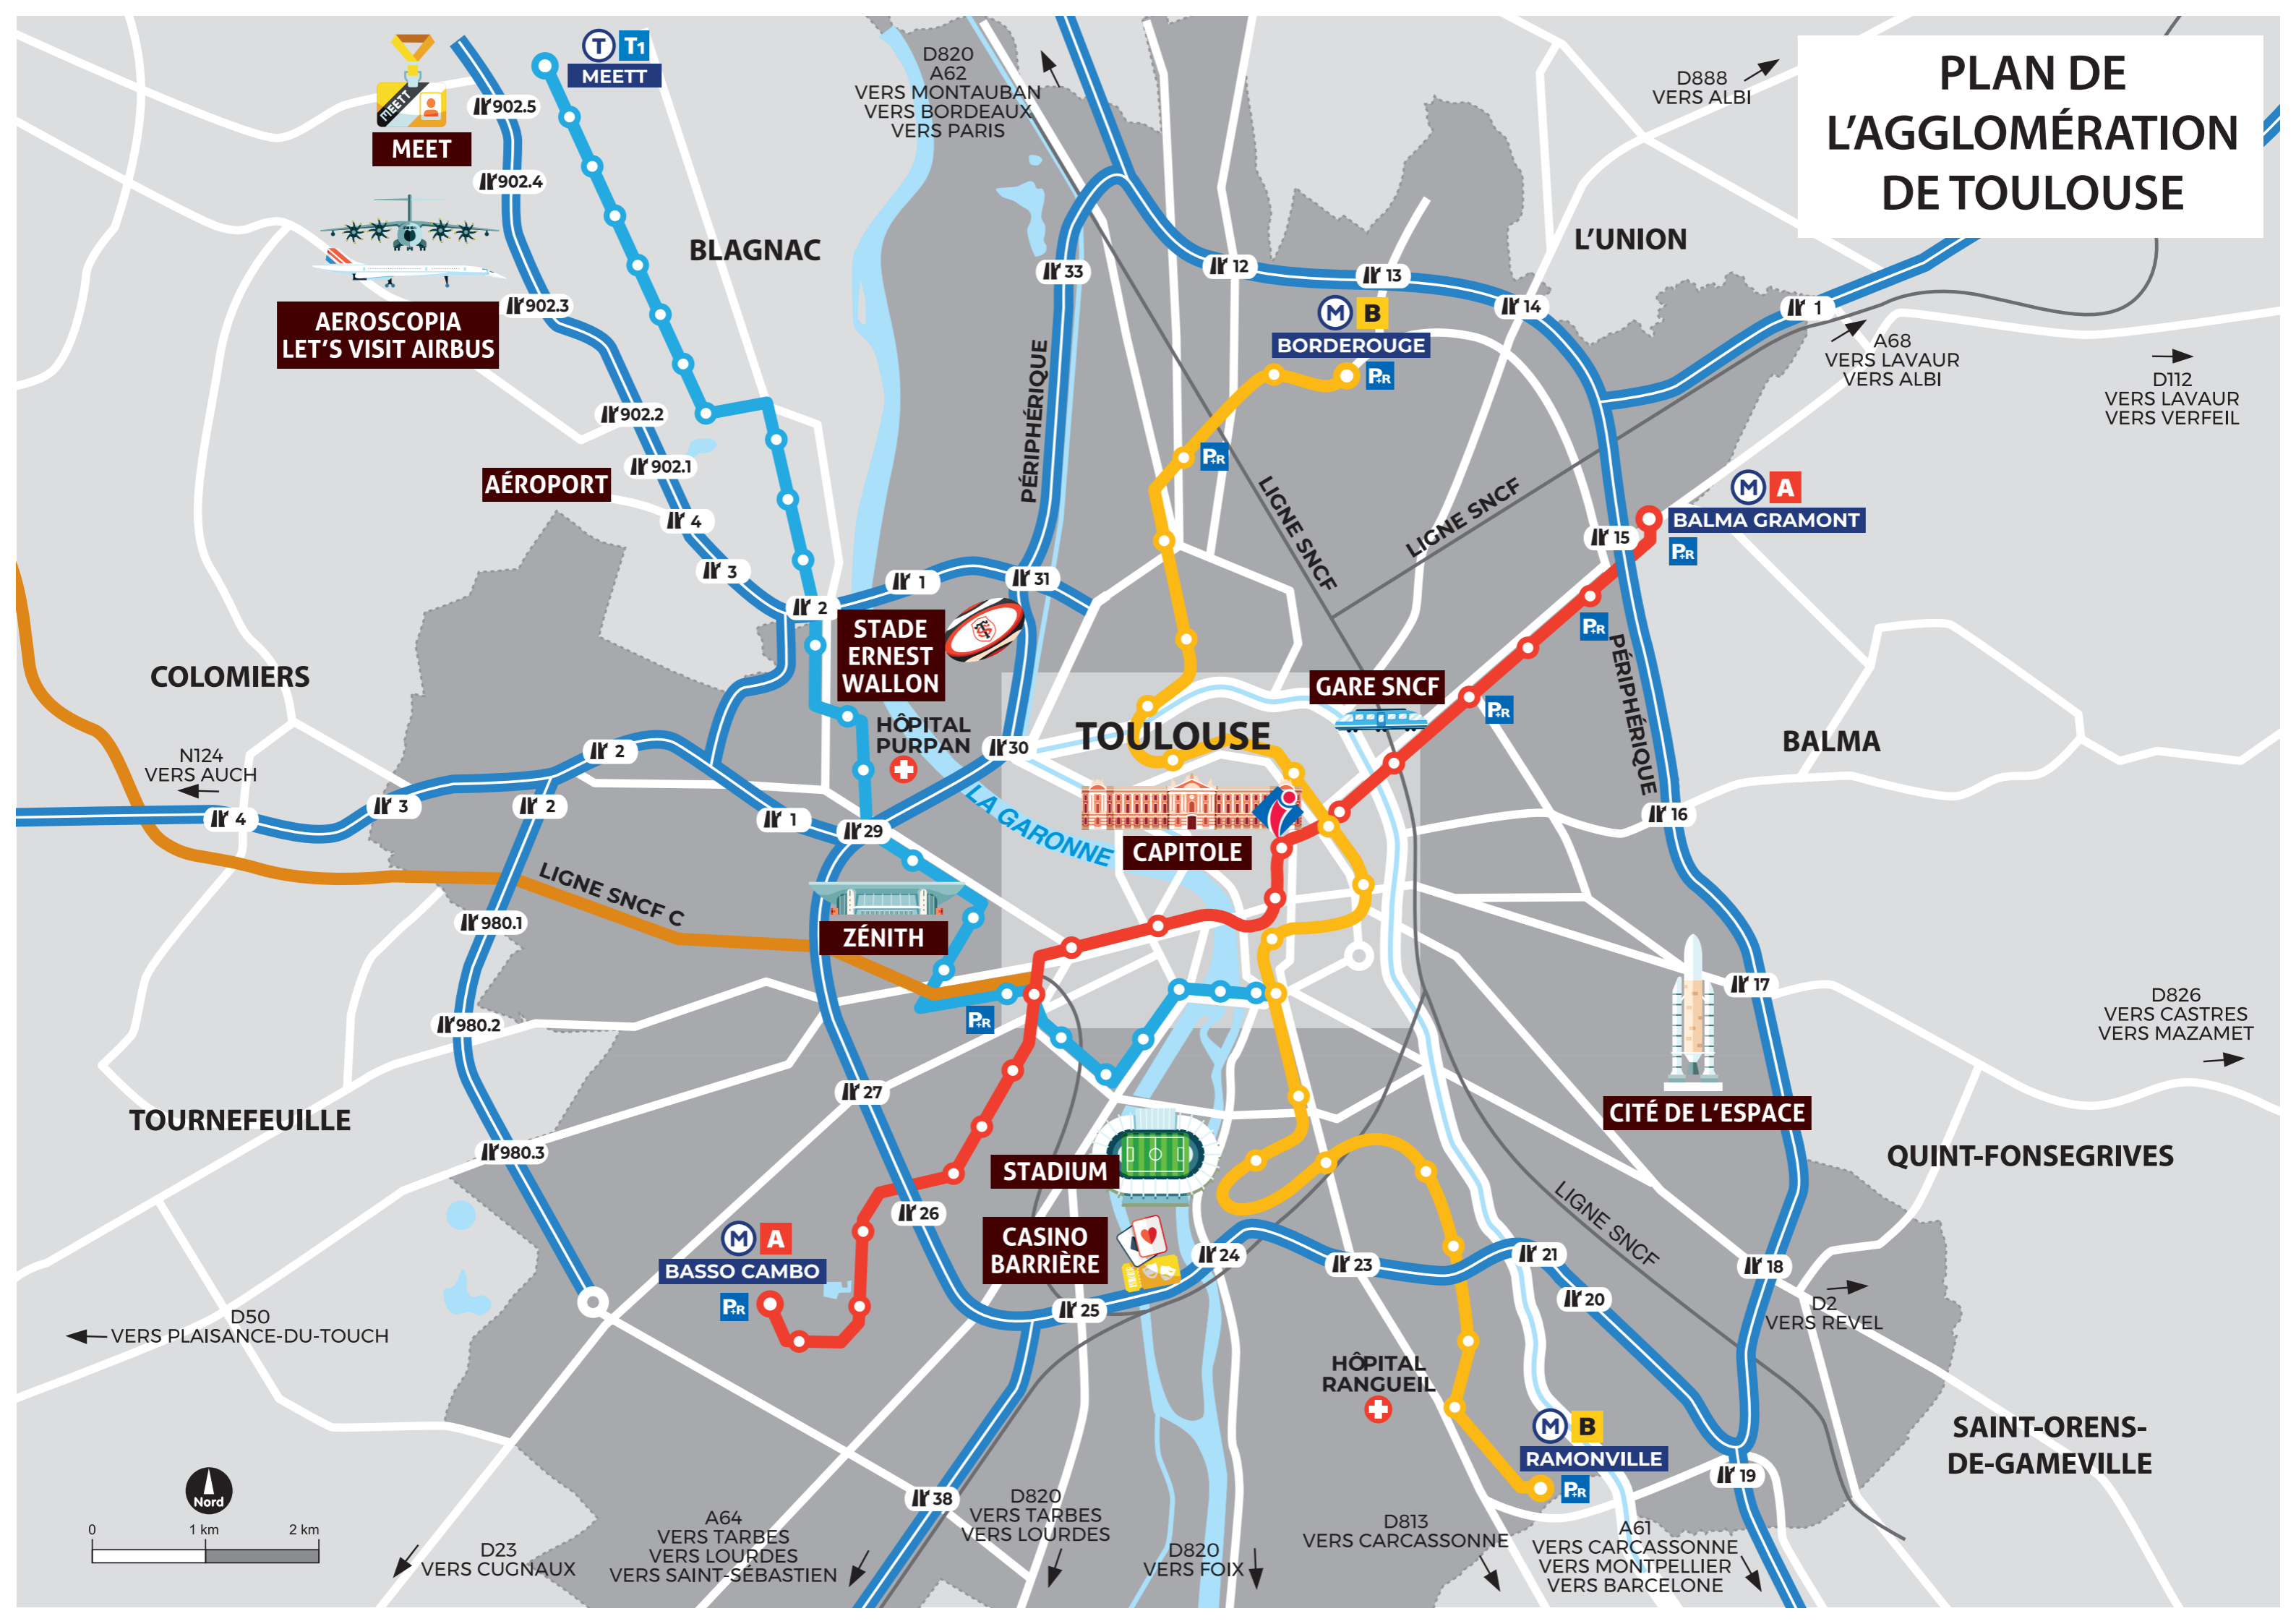 PLAN DE
L'AGGLOMÉRATION
DE TOULOUSE
T T1
MEETT
902.5
MEETT
MEET
902.4
D820
A62
VERS MONTAUBAN
VERS BORDEAUX
VERS PARIS
D888
VERS ALBI
BLAGNAC
L'UNION
AEROSCOPIA
LET'S VISIT AIRBUS
902.3
33
12
13
14
1
M B
BORDEROUGE
P+R
A68
VERS LAVAUR
VERS ALBI
D112
VERS LAVAUR
VERS VERFEIL
PÉRIPHÉRIQUE
902.2
902.1
P+R
AÉROPORT
4
3
LIGNE SNCF
LIGNE SNCF
M A
BALMA GRAMONT
P+R
15
2
1
31
STADE
ERNEST
WALLON
P+R
PÉRIPHÉRIQUE
COLOMIERS
GARE SNCF
P+R
HÔPITAL
PURPAN
30
TOULOUSE
BALMA
N124
VERS AUCH
2
4
3
2
1
29
LA GARONNE
CAPITOLE
16
LIGNE SNCF C
980.1
ZÉNITH
17
P+R
980.2
D826
VERS CASTRES
VERS MAZAMET
27
TOURNEFEUILLE
CITÉ DE L'ESPACE
980.3
STADIUM
QUINT-FONSEGRIVES
26
LIGNE SNCF
M A
BASSO CAMBO
P+R
CASINO
BARRIÈRE
24
23
21
18
25
20
D2
VERS REVEL
D50
VERS PLAISANCE-DU-TOUCH
HÔPITAL
RANGUEIL
M B
RAMONVILLE
P+R
SAINT-ORENS-
DE-GAMEVILLE
19
38
Nord
0 1 km 2 km
D23
VERS CUGNAUX
A64
VERS TARBES
VERS LOURDES
VERS SAINT-SÉBASTIEN
D820
VERS TARBES
VERS LOURDES
D820
VERS FOIX
D813
VERS CARCASSONNE
A61
VERS CARCASSONNE
VERS MONTPELLIER
VERS BARCELONE